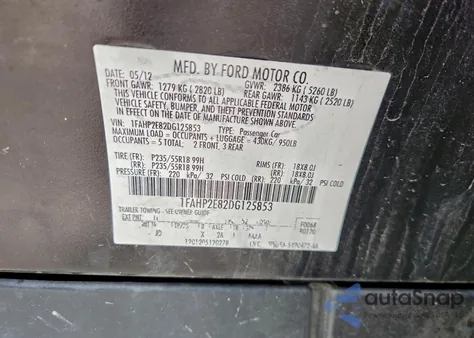 MFD. BY FORD MOTOR CO.
DATE: 05/12 GVWR: 2386 KG ( 5260 LB)
FRONT GAWR: 1279 KG ( 2820 LB) REAR GAWR: 1143 KG ( 2520 LB)
THIS VEHICLE CONFORMS TO ALL APPLICABLE FEDERAL MOTOR
VEHICLE SAFETY, BUMPER, AND THEFT PREVENTION STANDARDS
IN EFFECT ON THE DATE OF MANUFACTURE SHOWN ABOVE.
VEHICLE: 1FAHP2E82DG125853 TYPE: Passenger Car
MAXIMUM LOAD: OCCUPANTS + LUGGAGE = 430KG/ 950LB
OCCUPANTS = 5 TOTAL: 2 FRONT, 3 REAR
TIRE (FR): P235/55R18 99H RIMS (FR): 18X8.0J
P235/55R18 99H 18X8.0J
PRESSURE (FR): 220 kPa/ 32 PSI COLD 220 kPa/ 32 PSI COLD
1FAHP2E82DG125853
TRAILER TOWING - SEE OWNER GUIDE
F0068
R0170